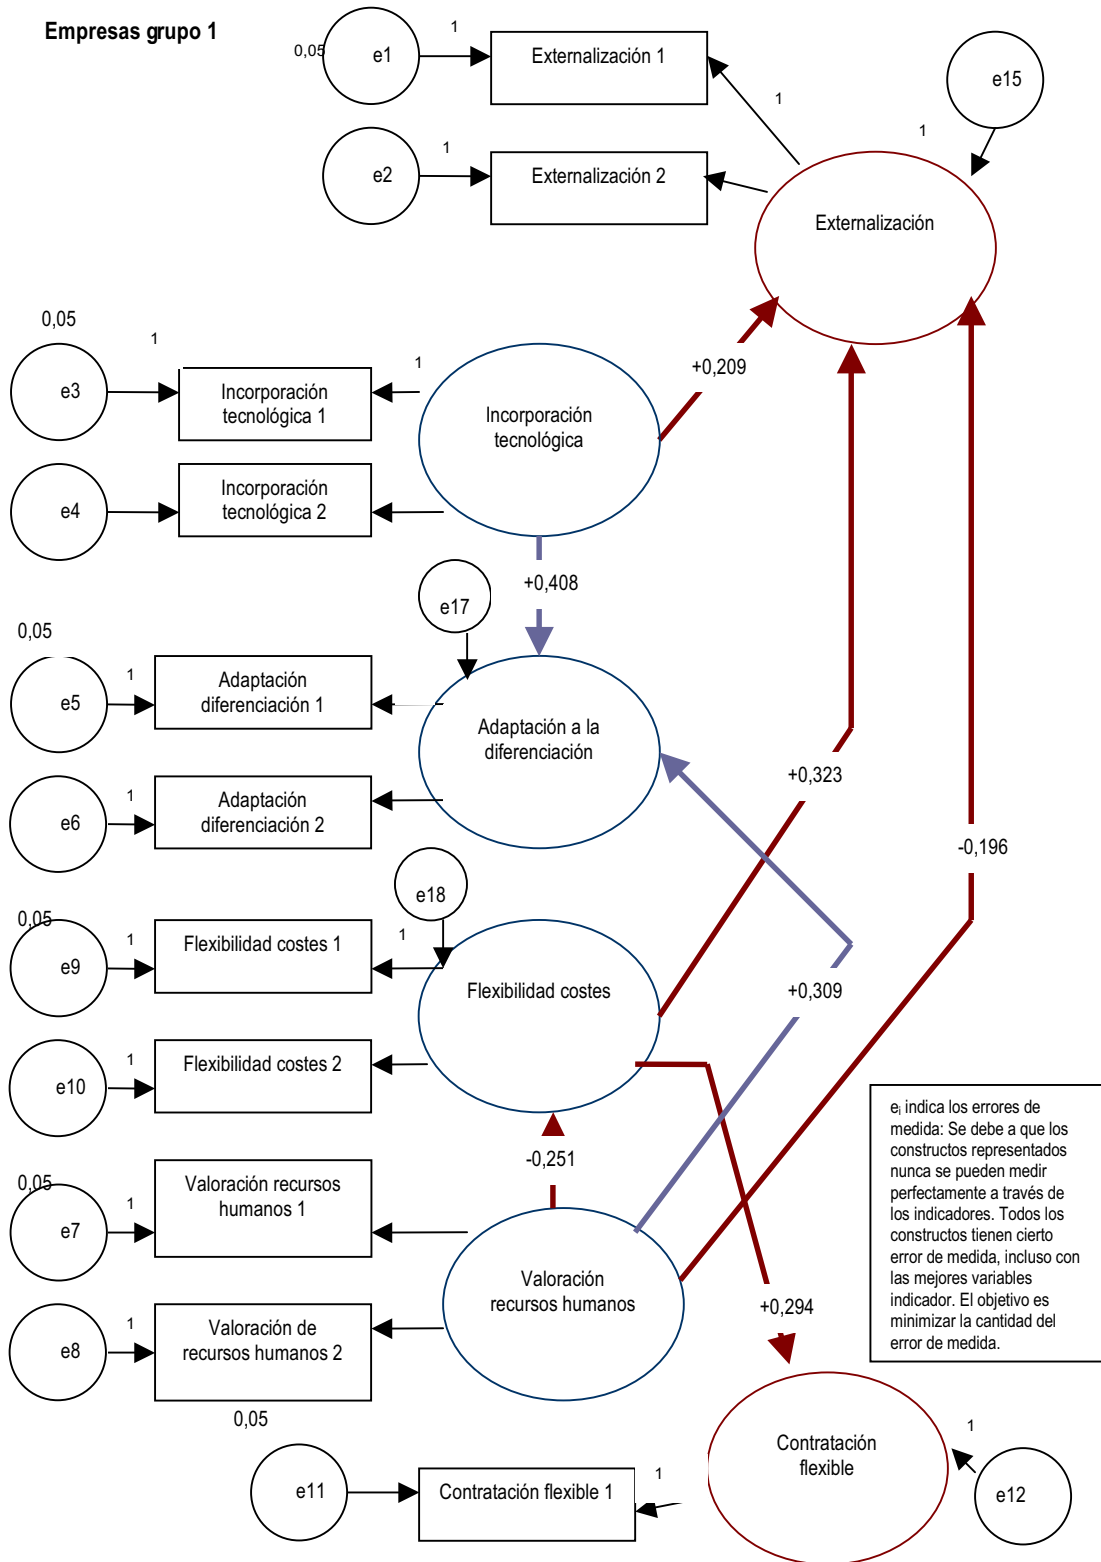 Empresas grupo 1
0,05
e1
1
Externalización 1
1
e15
1
e2
1
Externalización 2
Externalización
0,05
1
1
e3
Incorporación
tecnológica 1
Incorporación
tecnológica
+0,209
e4
Incorporación
tecnológica 2
+0,408
e17
0,05
1
e5
Adaptación
diferenciación 1
Adaptación a la
diferenciación
+0,323
1
e6
Adaptación
diferenciación 2
-0,196
e18
0,05
1
e9
Flexibilidad costes 1
1
Flexibilidad costes
+0,309
1
e10
Flexibilidad costes 2
-0,251
0,05
1
e7
Valoración recursos
humanos 1
Valoración
recursos humanos
1
e8
Valoración de
recursos humanos 2
+0,294
ei indica los errores de
medida: Se debe a que los
constructos representados
nunca se pueden medir
perfectamente a través de
los indicadores. Todos los
constructos tienen cierto
error de medida, incluso con
las mejores variables
indicador. El objetivo es
minimizar la cantidad del
error de medida.
0,05
e11
Contratación flexible 1
1
Contratación
flexible
1
e12